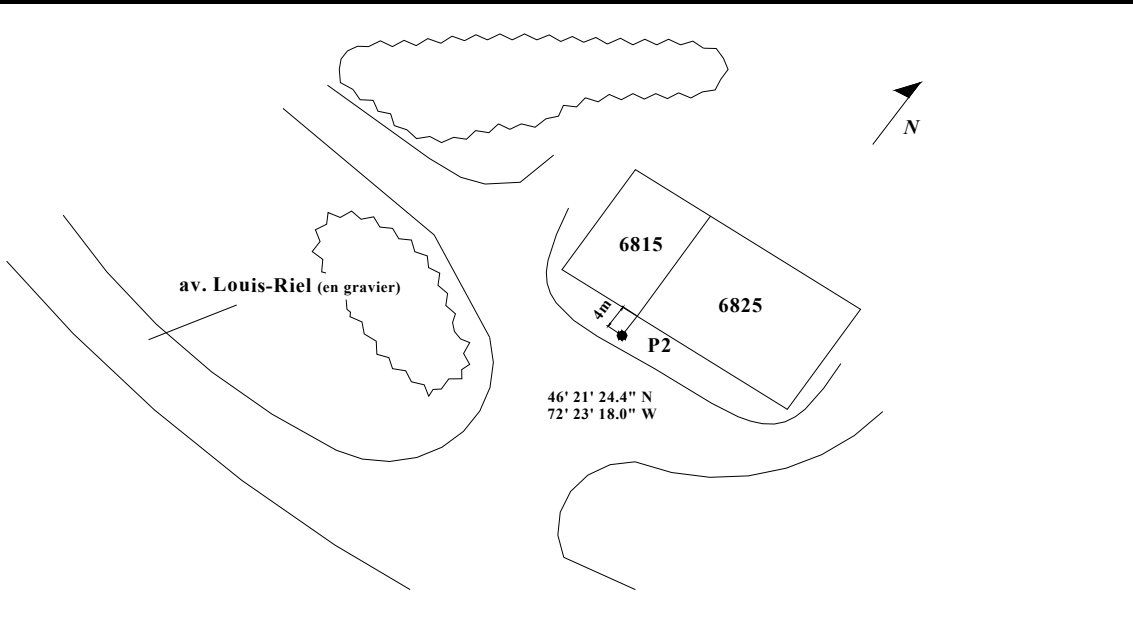 N
6815
av. Louis-Riel (en gravier)
6825
4m
P2
46' 21' 24.4" N
72' 23' 18.0" W